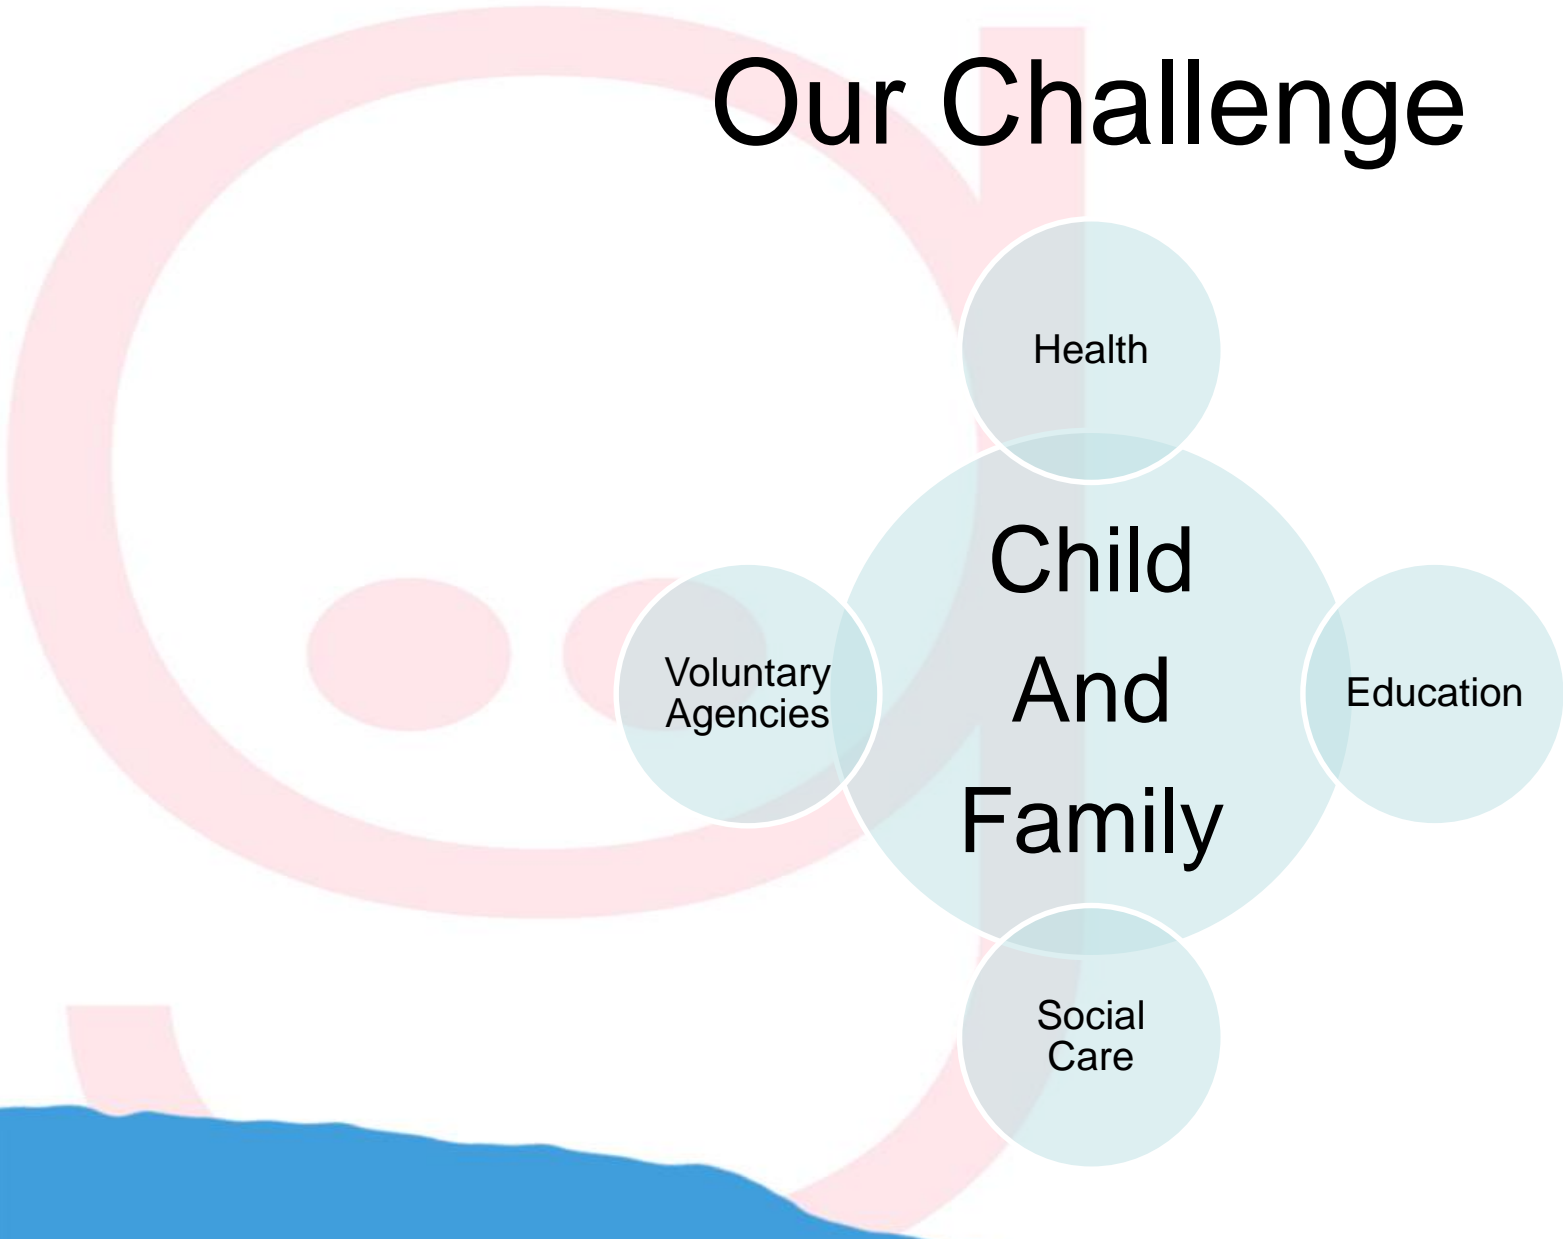 Our Challenge
Health
Child
And
Family
Voluntary
Agencies
Education
Social
Care